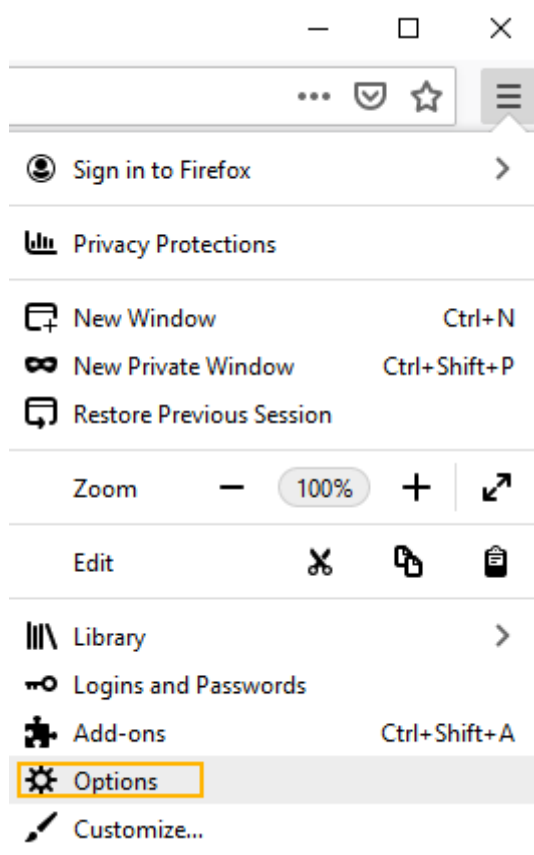 Sign in to Firefox
Privacy Protections
New Window Ctrl+N
New Private Window Ctrl+Shift+P
Restore Previous Session
Zoom 100%
Edit
Library
Logins and Passwords
Add-ons Ctrl+Shift+A
Options
Customize...